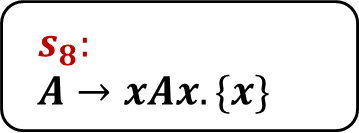 s₈:
A → xAx. {x}